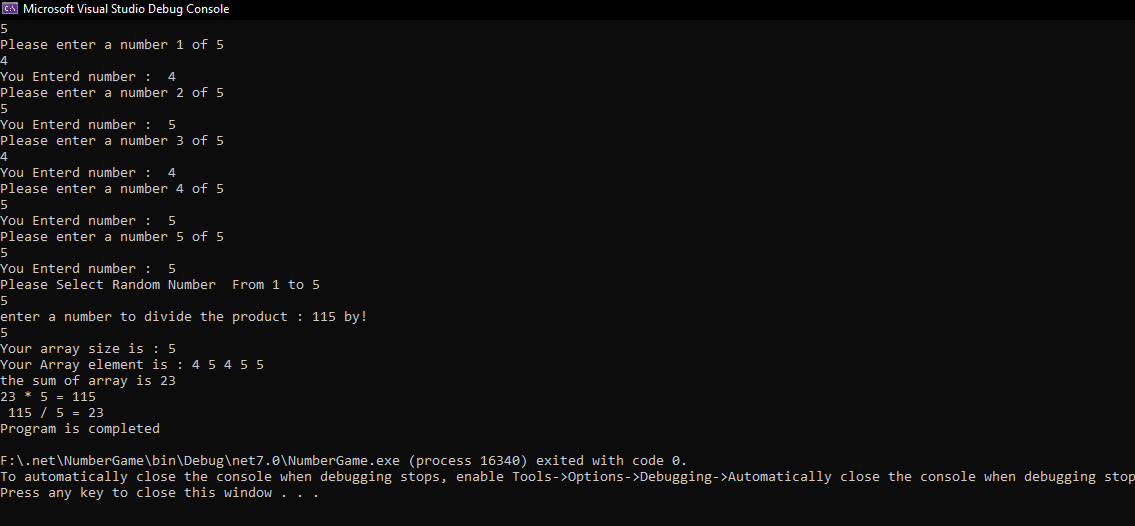 Microsoft Visual Studio Debug Console
5
Please enter a number 1 of 5
4
You Enterd number :  4
Please enter a number 2 of 5
5
You Enterd number :  5
Please enter a number 3 of 5
4
You Enterd number :  4
Please enter a number 4 of 5
5
You Enterd number :  5
Please enter a number 5 of 5
5
You Enterd number :  5
Please Select Random Number  From 1 to 5
5
enter a number to divide the product : 115 by!
5
Your array size is : 5
Your Array element is : 4 5 4 5 5
the sum of array is 23
23 * 5 = 115
 115 / 5 = 23
Program is completed
F:\.net\NumberGame\bin\Debug\net7.0\NumberGame.exe (process 16340) exited with code 0.
To automatically close the console when debugging stops, enable Tools->Options->Debugging->Automatically close the console when debugging stop
Press any key to close this window . . .